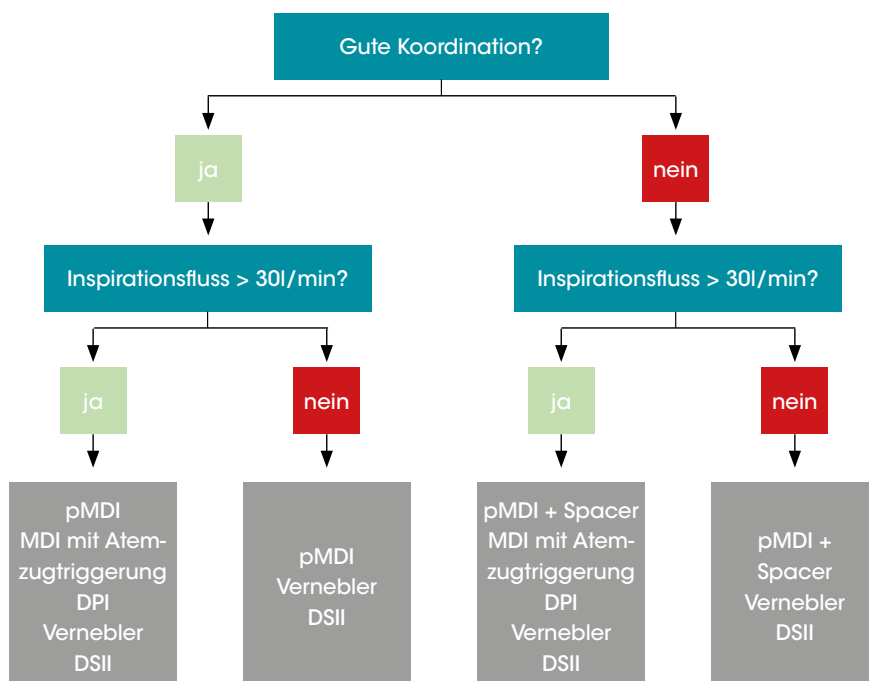 Gute Koordination?
ja
nein
Inspirationsfluss > 30l/min?
Inspirationsfluss > 30l/min?
ja
nein
ja
nein
pMDI
MDI mit Atem-
zugtriggerung
DPI
Vernebler
DSII
pMDI
Vernebler
DSII
pMDI + Spacer
MDI mit Atem-
zugtriggerung
DPI
Vernebler
DSII
pMDI +
Spacer
Vernebler
DSII